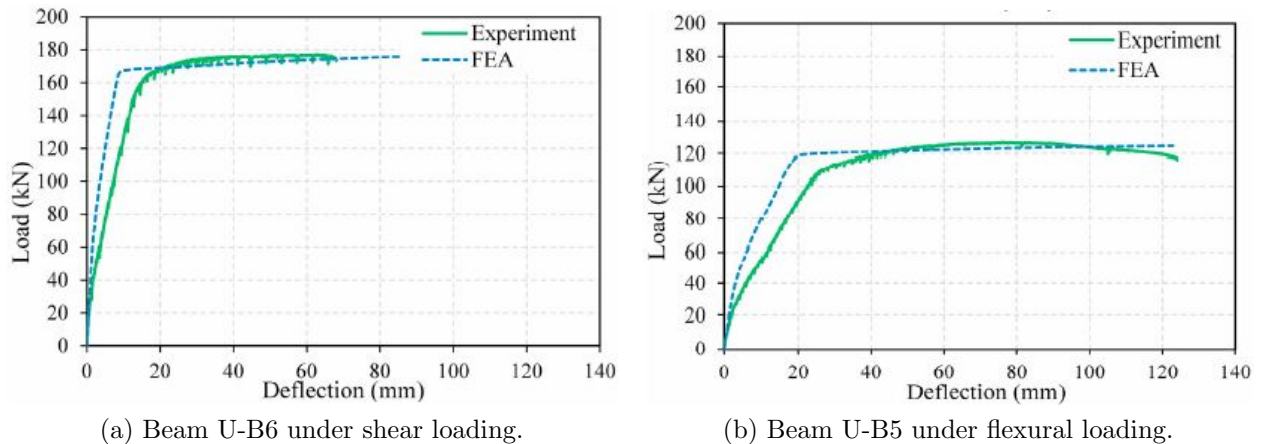 200
180
160
140
120
100
80
60
40
20
0
Load (kN)
Experiment
FEA
0 20 40 60 80 100 120 140
Deflection (mm)
(a) Beam U-B6 under shear loading.
200
180
160
140
120
100
80
60
40
20
0
Load (kN)
Experiment
FEA
0 20 40 60 80 100 120 140
Deflection (mm)
(b) Beam U-B5 under flexural loading.